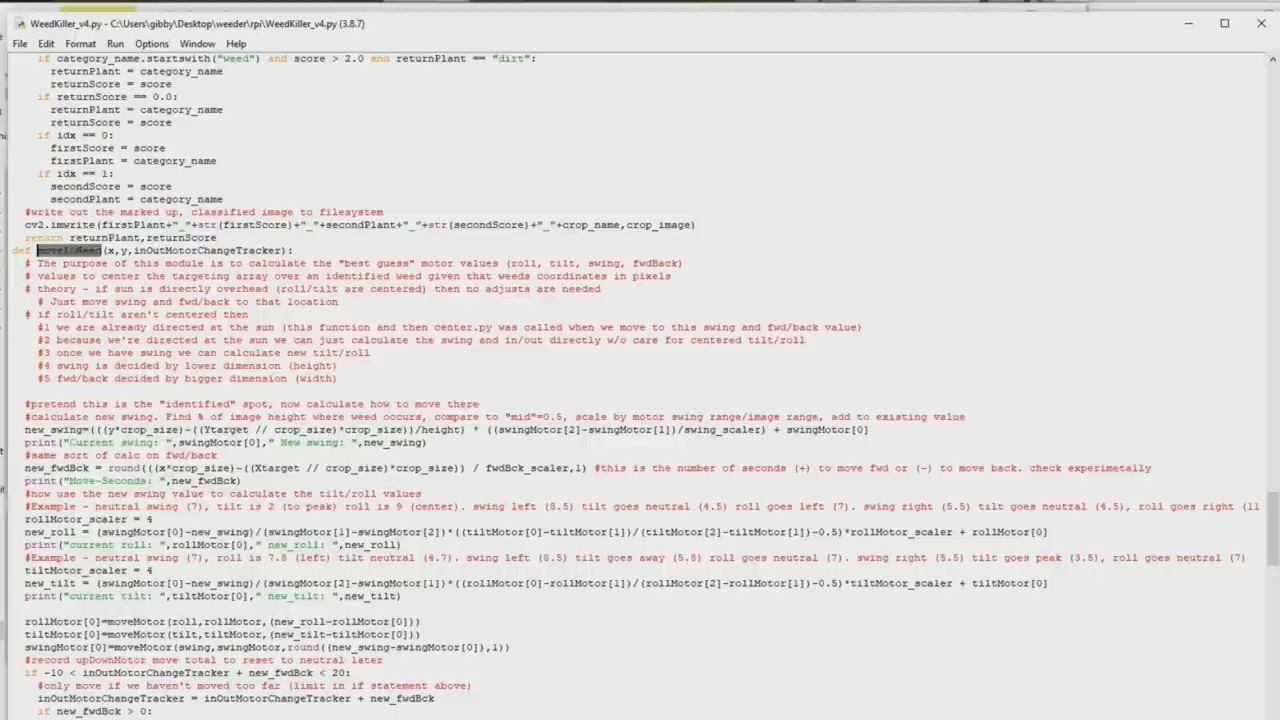 WeedKiller_v4.py - C:\Users\gibby\Desktop\weeder\rpi\WeedKiller_v4.py (3.8.7)
File Edit Format Run Options Window Help
if category_name.startswith("weed") and score > 2.0 and returnPlant == "dirt":
returnPlant = category_name
returnScore = score
if returnScore == 0.0:
returnPlant = category_name
returnScore = score
if idx == 0:
firstScore = score
firstPlant = category_name
if idx == 1:
secondScore = score
secondPlant = category_name
#write out the marked up, classified image to filesystem
cv2.imwrite(firstPlant+"_"+str(firstScore)+"_"+secondPlant+"_"+str(secondScore)+"_"+crop_name,crop_image)
return returnPlant,returnScore
def moveToWeed(x,y,inOutMotorChangeTracker):
# The purpose of this module is to calculate the "best guess" motor values (roll, tilt, swing, fwdBack)
# values to center the targeting array over an identified weed given that weeds coordinates in pixels
# theory - if sun is directly overhead (roll/tilt are centered) then no adjusts are needed
# Just move swing and fwd/back to that location
# if roll/tilt aren't centered then
#1 we are already directed at the sun (this function and then center.py was called when we move to this swing and fwd/back value)
#2 because we're directed at the sun we can just calculate the swing and in/out directly w/o care for centered tilt/roll
#3 once we have swing we can calculate new tilt/roll
#4 swing is decided by lower dimension (height)
#5 fwd/back decided by bigger dimension (width)
#pretend this is the "identified" spot, now calculate how to move there
#calculate new swing. Find % of image height where weed occurs, compare to "mid"=0.5, scale by motor swing range/image range, add to existing value
new_swing=(((y*crop_size)-((Ytarget // crop_size)*crop_size))/height) * ((swingMotor[2]-swingMotor[1])/swing_scaler) + swingMotor[0]
print("Current swing: ",swingMotor[0]," New swing: ",new_swing)
#same sort of calc on fwd/back
new_fwdBck = round(((x*crop_size)-((Xtarget // crop_size)*crop_size)) / fwdBck_scaler,1) #this is the number of seconds (+) to move fwd or (-) to move back. check experimetally
print("Move-Seconds: ",new_fwdBck)
#now use the new swing value to calculate the tilt/roll values
#Example - neutral swing (7), tilt is 2 (to peak) roll is 9 (center). swing left (8.5) tilt goes neutral (4.5) roll goes left (7). swing right (5.5) tilt goes neutral (4.5), roll goes right (11
rollMotor_scaler = 4
new_roll = (swingMotor[0]-new_swing)/(swingMotor[1]-swingMotor[2])*((tiltMotor[0]-tiltMotor[1])/(tiltMotor[2]-tiltMotor[1])-0.5)*rollMotor_scaler + rollMotor[0]
print("current roll: ",rollMotor[0]," new_roll: ",new_roll)
#Example - neutral swing (7), roll is 7.8 (left) tilt neutral (4.7). swing left (8.5) tilt goes away (5.8) roll goes neutral (7). swing right (5.5) tilt goes peak (3.5), roll goes neutral (7)
tiltMotor_scaler = 4
new_tilt = (swingMotor[0]-new_swing)/(swingMotor[2]-swingMotor[1])*((rollMotor[0]-rollMotor[1])/(rollMotor[2]-rollMotor[1])-0.5)*tiltMotor_scaler + tiltMotor[0]
print("current tilt: ",tiltMotor[0]," new_tilt: ",new_tilt)
rollMotor[0]=moveMotor(roll,rollMotor,(new_roll-rollMotor[0]))
tiltMotor[0]=moveMotor(tilt,tiltMotor,(new_tilt-tiltMotor[0]))
swingMotor[0]=moveMotor(swing,swingMotor,round((new_swing-swingMotor[0]),1))
#record upDownMotor move total to reset to neutral later
if -10 < inOutMotorChangeTracker + new_fwdBck < 20:
#only move if we haven't moved too far (limit in if statement above)
inOutMotorChangeTracker = inOutMotorChangeTracker + new_fwdBck
if new_fwdBck > 0: